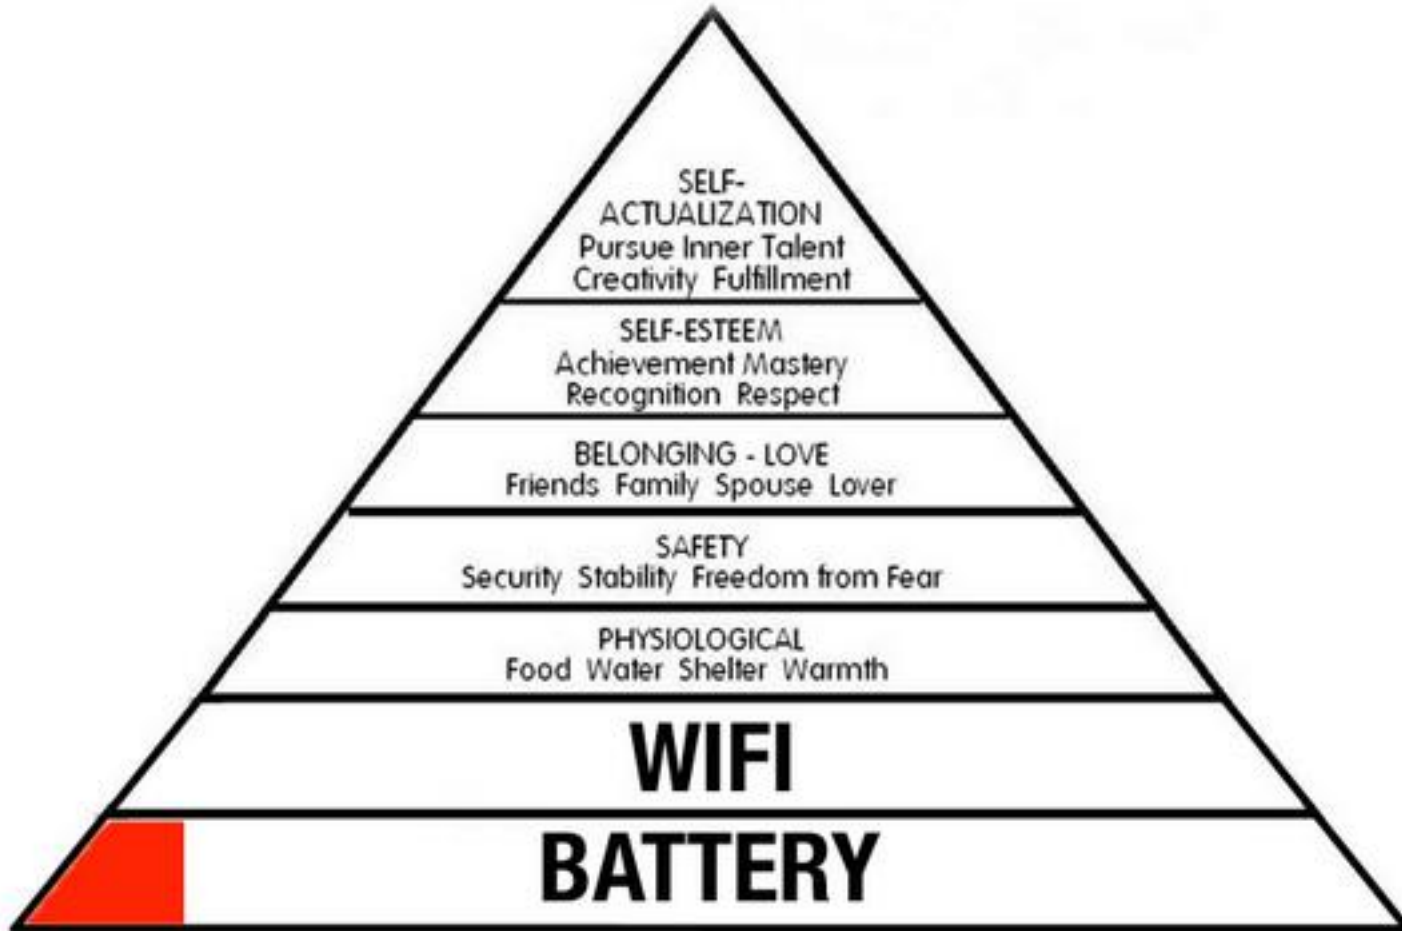 SELF-
ACTUALIZATION
Pursue Inner Talent
Creativity Fulfillment
SELF-ESTEEM
Achievement Mastery
Recognition Respect
BELONGING - LOVE
Friends Family Spouse Lover
SAFETY
Security Stability Freedom from Fear
PHYSIOLOGICAL
Food Water Shelter Warmth
WIFI
BATTERY